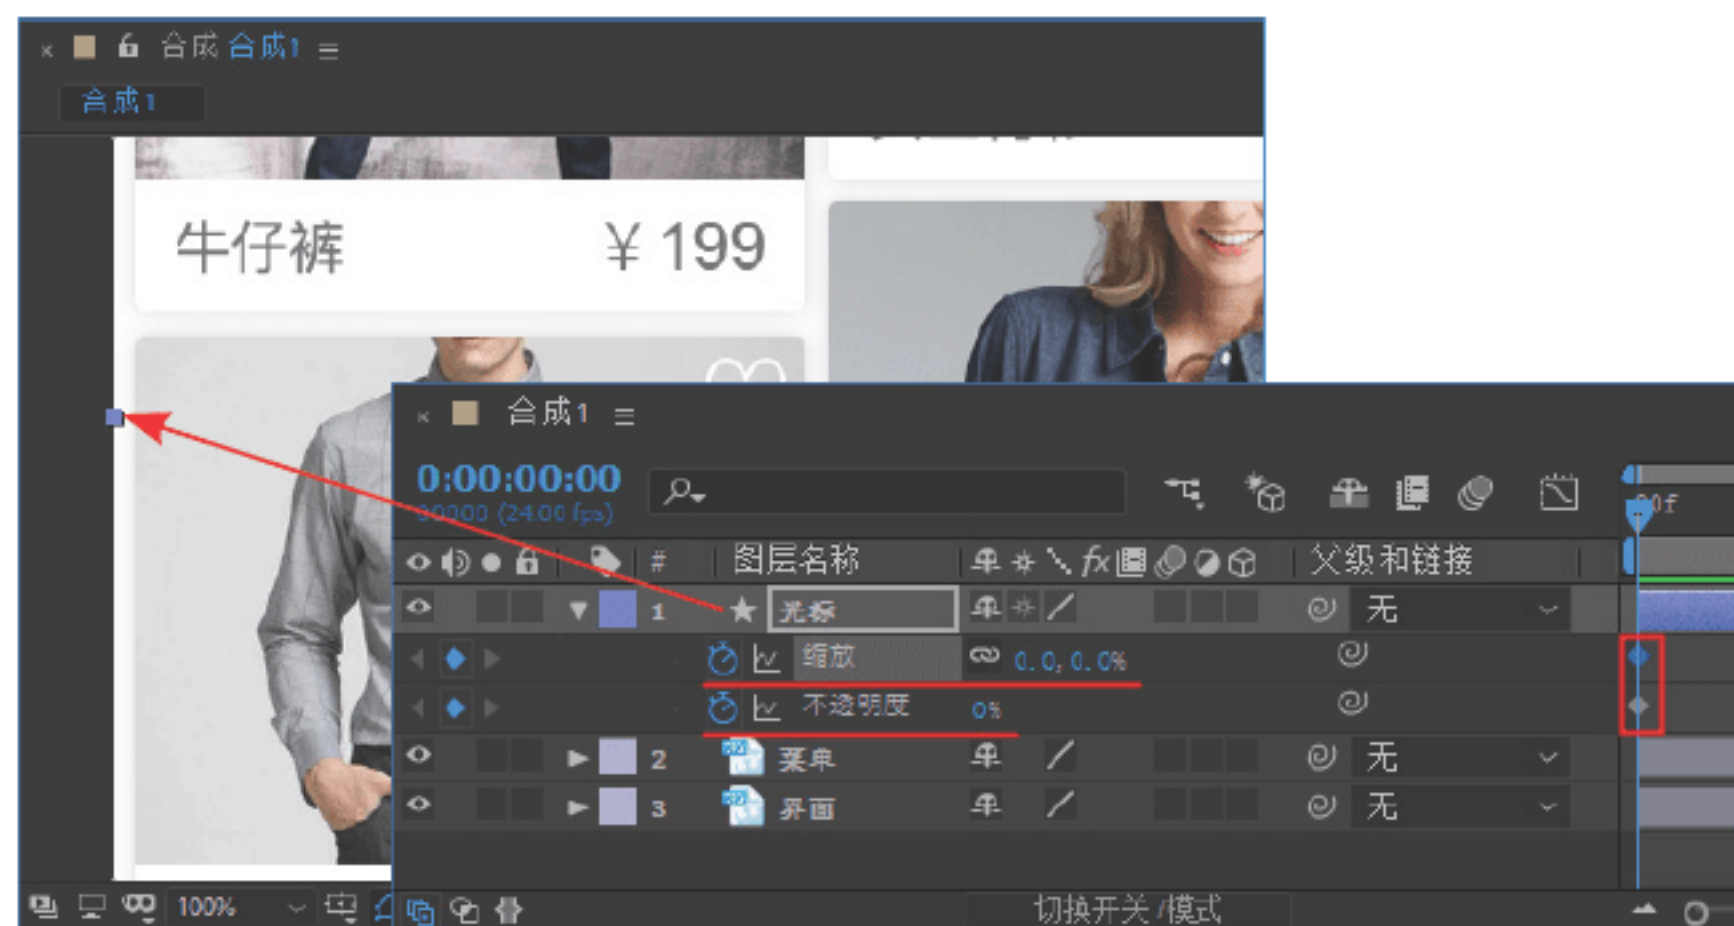 合成 合成1
合成1
牛仔裤 ¥ 199
合成1
0:00:00:00
00000 (24.00 fps)
00f
# 图层名称 父级和链接
1 光标 无
缩放 0.0, 0.0%
不透明度 0%
2 菜单 无
3 界面 无
100%
切换开关/模式